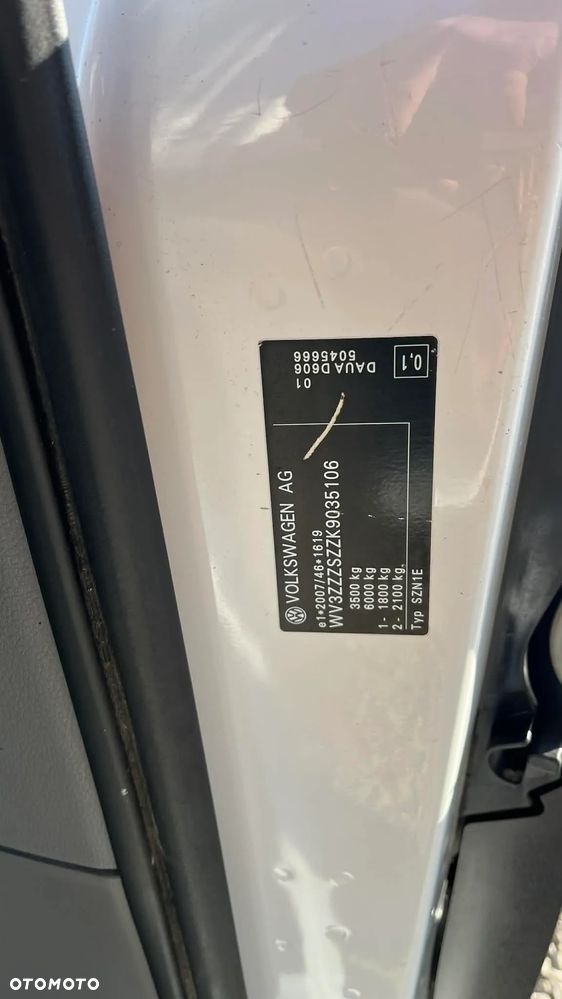 VOLKSWAGEN AG
e1*2007/46*1619
WV3ZZZSZZK9035106
3500 kg
6000 kg
1- 1800 kg
2- 2100 kg.
Typ SZN1E
01
DAUA D606
5045666
0,1
OTOMOTO